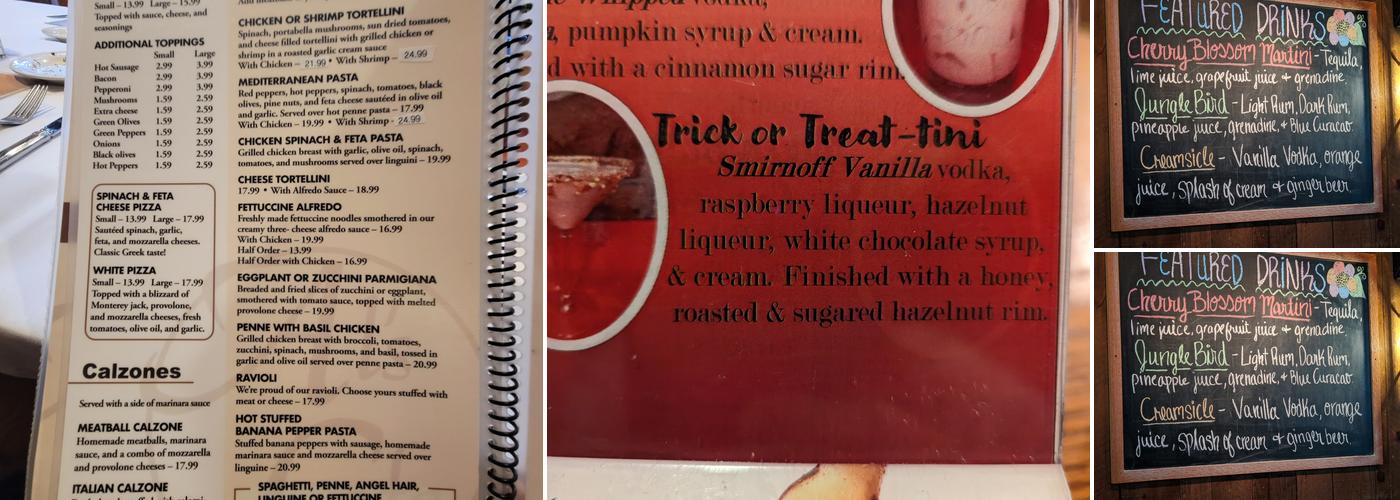 Small – 13.99 Large – 15.99
Topped with sauce, cheese, and
seasonings
ADDITIONAL TOPPINGS
Small Large
Hot Sausage 2.99 3.99
Bacon 2.99 3.99
Pepperoni 2.99 3.99
Mushrooms 1.59 2.59
Extra cheese 1.59 2.59
Green Olives 1.59 2.59
Green Peppers 1.59 2.59
Onions 1.59 2.59
Black olives 1.59 2.59
Hot Peppers 1.59 2.59
SPINACH & FETA
CHEESE PIZZA
Small – 13.99 Large – 17.99
Sautéed spinach, garlic,
feta, and mozzarella cheeses.
Classic Greek taste!
WHITE PIZZA
Small – 13.99 Large – 17.99
Topped with a blizzard of
Monterey jack, provolone,
and mozzarella cheeses, fresh
tomatoes, olive oil, and garlic.
Calzones
Served with a side of marinara sauce
MEATBALL CALZONE
Homemade meatballs, marinara
sauce, and a combo of mozzarella
and provolone cheeses – 17.99
ITALIAN CALZONE
CHICKEN OR SHRIMP TORTELLINI
Spinach, portabella mushrooms, sun dried tomatoes,
and cheese filled tortellini with grilled chicken or
shrimp in a roasted garlic cream sauce
With Chicken – 21.99 • With Shrimp – 24.99
MEDITERRANEAN PASTA
Red peppers, hot peppers, spinach, tomatoes, black
olives, pine nuts, and feta cheese sautéed in olive oil
and garlic. Served over hot penne pasta – 17.99
With Chicken – 19.99 • With Shrimp - 24.99
CHICKEN SPINACH & FETA PASTA
Grilled chicken breast with garlic, olive oil, spinach,
tomatoes, and mushrooms served over linguini – 19.99
CHEESE TORTELLINI
17.99 • With Alfredo Sauce – 18.99
FETTUCINE ALFREDO
Freshly made fettuccine noodles smothered in our
creamy three- cheese alfredo sauce – 16.99
With Chicken – 19.99
Half Order – 13.99
Half Order with Chicken – 16.99
EGGPLANT OR ZUCCHINI PARMIGIANA
Breaded and fried slices of zucchini or eggplant,
smothered with tomato sauce, topped with melted
provolone cheese – 19.99
PENNE WITH BASIL CHICKEN
Grilled chicken breast with broccoli, tomatoes,
zucchini, spinach, mushrooms, and basil, tossed in
garlic and olive oil served over penne pasta – 20.99
RAVIOLI
We're proud of our ravioli. Choose yours stuffed with
meat or cheese – 17.99
HOT STUFFED
BANANA PEPPER PASTA
Stuffed banana peppers with sausage, homemade
marinara sauce and mozzarella cheese served over
linguine – 20.99
SPAGHETTI, PENNE, ANGEL HAIR,
LINGUINE OR FETTUCCINE
Whipped vodka,
pumpkin syrup & cream.
d with a cinnamon sugar rim.
Trick or Treat-tini
Smirnoff Vanilla vodka,
raspberry liqueur, hazelnut
liqueur, white chocolate syrup,
& cream. Finished with a honey,
roasted & sugared hazelnut rim.
FEATURED DRINKS
Cherry Blossom Martini - Tequila,
lime juice, grapefruit juice & grenadine.
Jungle Bird - Light Rum, Dark Rum,
pineapple juice, grenadine, & Blue Curacao.
Creamsicle - Vanilla Vodka, orange
juice, splash of cream & ginger beer.
FEATURED DRINKS
Cherry Blossom Martini - Tequila,
lime juice, grapefruit juice & grenadine.
Jungle Bird - Light Rum, Dark Rum,
pineapple juice, grenadine, & Blue Curacao.
Creamsicle - Vanilla Vodka, orange
juice, splash of cream & ginger beer.